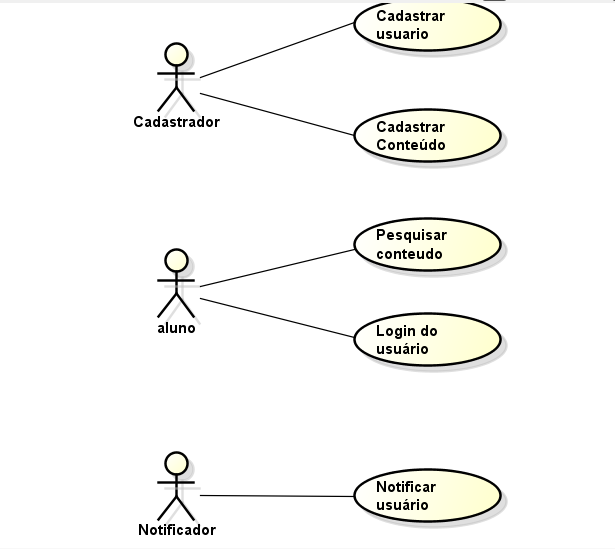 Cadastrar
usuario
Cadastrador
Cadastrar
Conteúdo
Pesquisar
conteudo
aluno
Login do
usuário
Notificar
usuário
Notificador